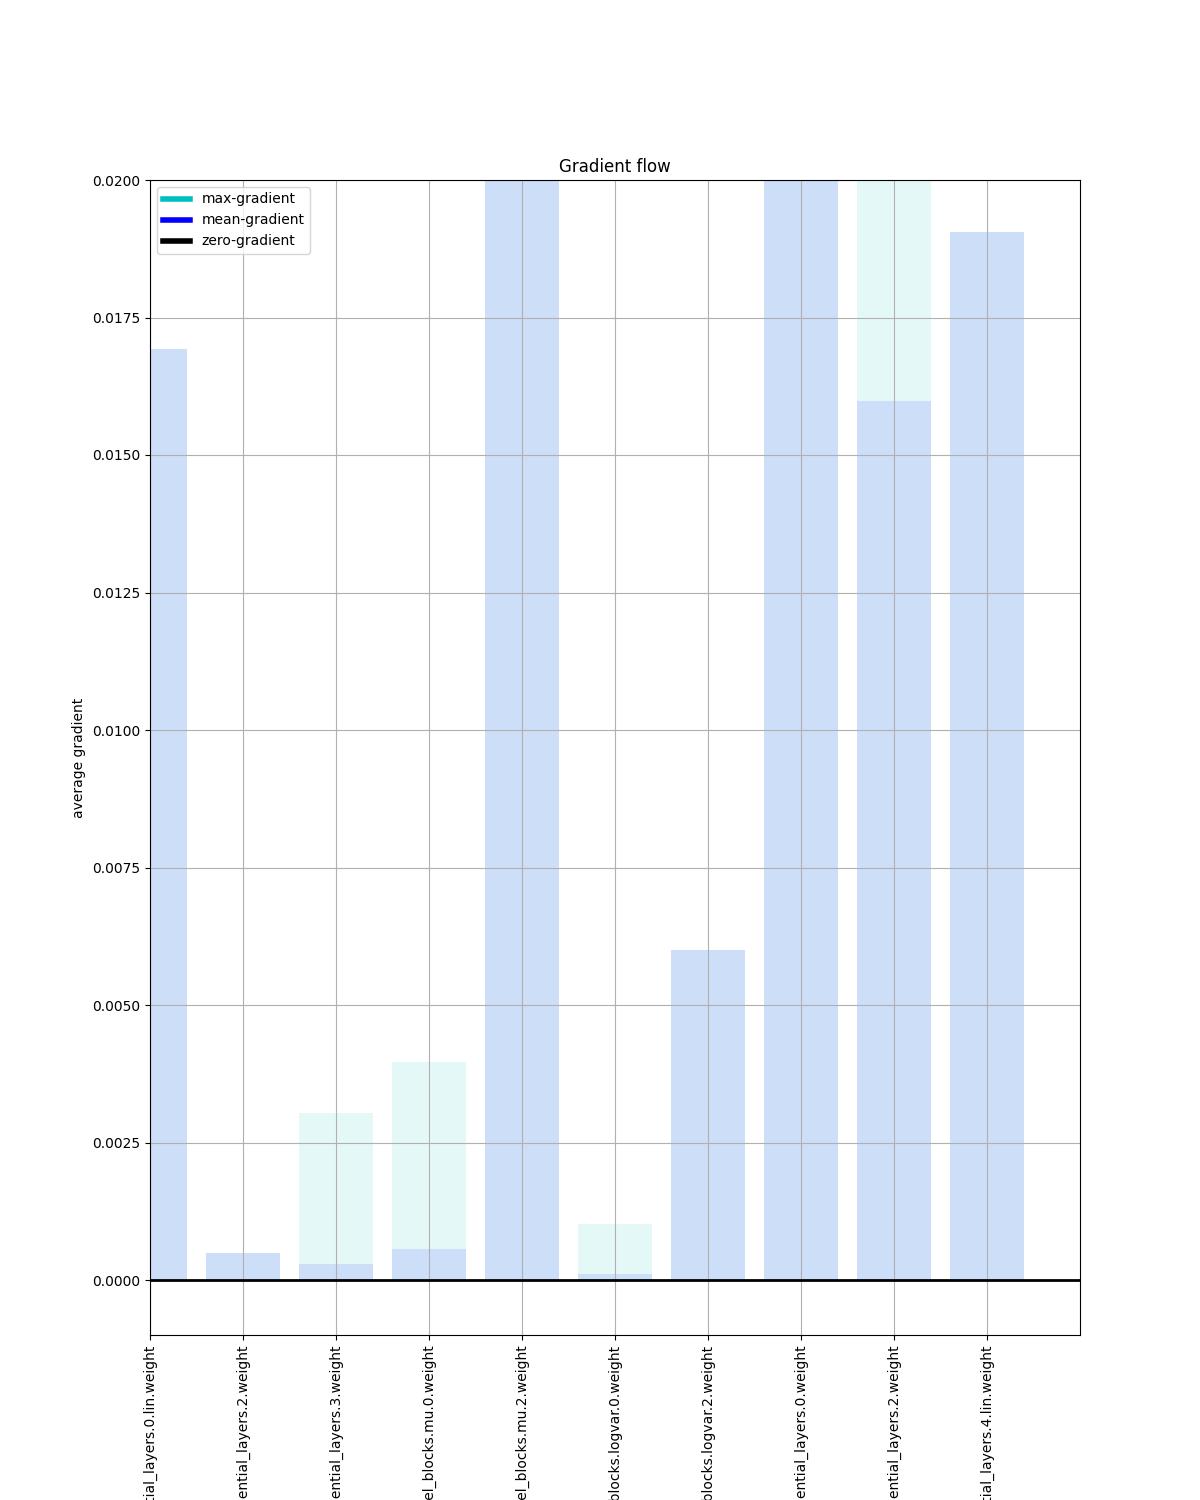 Gradient flow
max-gradient
mean-gradient
zero-gradient
0.0200
0.0175
0.0150
0.0125
0.0100
0.0075
0.0050
0.0025
0.0000
average gradient
tial_layers.0.lin.weight
ential_layers.2.weight
ential_layers.3.weight
el_blocks.mu.0.weight
el_blocks.mu.2.weight
blocks.logvar.0.weight
blocks.logvar.2.weight
ential_layers.0.weight
ential_layers.2.weight
tial_layers.4.lin.weight